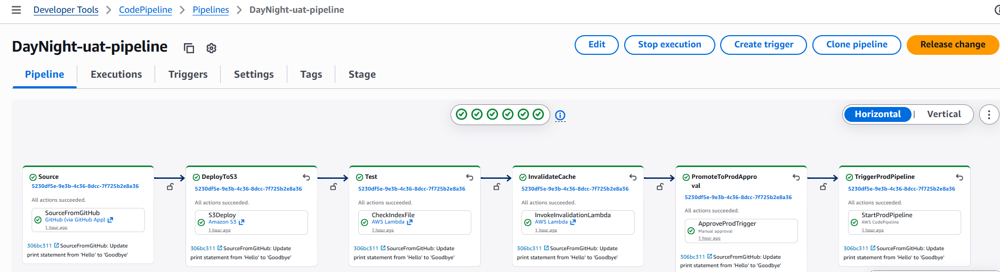 Developer Tools > CodePipeline > Pipelines > DayNight-uat-pipeline
DayNight-uat-pipeline
Edit
Stop execution
Create trigger
Clone pipeline
Release change
Pipeline
Executions
Triggers
Settings
Tags
Stage
Horizontal | Vertical
Source
5230df5e-9e3b-4c36-8dcc-7f725b2e8a36
All actions succeeded.
SourceFromGitHub
GitHub (via GitHub App)
1 hour ago
306bc311 SourceFromGitHub: Update
print statement from 'Hello' to 'Goodbye'
DeployToS3
5230df5e-9e3b-4c36-8dcc-7f725b2e8a36
All actions succeeded.
S3Deploy
Amazon S3
1 hour ago
306bc311 SourceFromGitHub: Update
print statement from 'Hello' to 'Goodbye'
Test
5230df5e-9e3b-4c36-8dcc-7f725b2e8a36
All actions succeeded.
CheckIndexFile
AWS Lambda
1 hour ago
306bc311 SourceFromGitHub: Update
print statement from 'Hello' to 'Goodbye'
InvalidateCache
5230df5e-9e3b-4c36-8dcc-7f725b2e8a36
All actions succeeded.
InvokeInvalidationLambda
AWS Lambda
1 hour ago
306bc311 SourceFromGitHub: Update
print statement from 'Hello' to 'Goodbye'
PromoteToProdAppro
val
5230df5e-9e3b-4c36-8dcc-7f725b2e8a36
All actions succeeded.
ApproveProdTrigger
Manual approval
1 hour ago
306bc311 SourceFromGitHub: Update
print statement from 'Hello' to 'Goodbye'
TriggerProdPipeline
5230df5e-9e3b-4c36-8dcc-7f725b2e8a36
All actions succeeded.
StartProdPipeline
AWS CodePipeline
1 hour ago
306bc311 SourceFromGitHub: Update
print statement from 'Hello' to 'Goodbye'